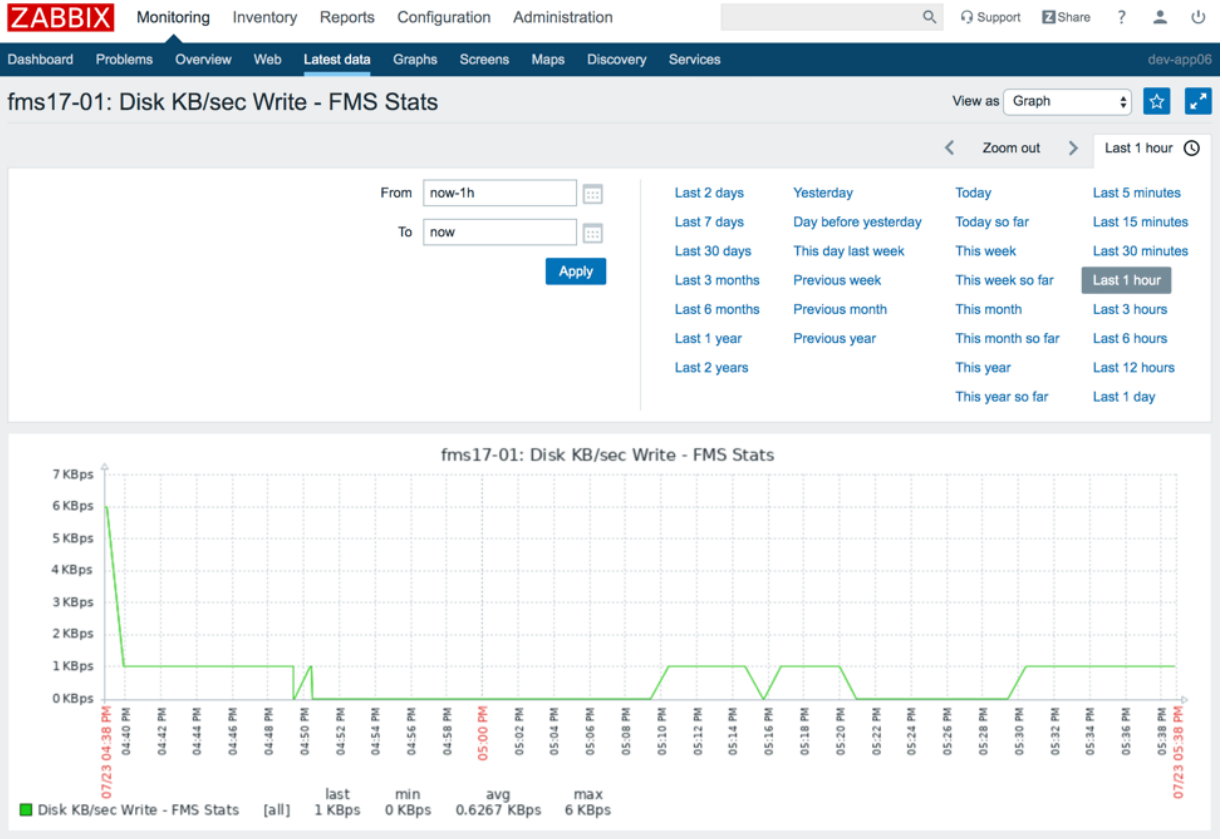 ZABBIX Monitoring Inventory Reports Configuration Administration Support Z Share ?
Dashboard Problems Overview Web Latest data Graphs Screens Maps Discovery Services dev-app06
fms17-01: Disk KB/sec Write - FMS Stats View as Graph
Zoom out Last 1 hour
From now-1h
To now
Apply
Last 2 days Yesterday Today Last 5 minutes
Last 7 days Day before yesterday Today so far Last 15 minutes
Last 30 days This day last week This week Last 30 minutes
Last 3 months Previous week This week so far Last 1 hour
Last 6 months Previous month This month Last 3 hours
Last 1 year Previous year This month so far Last 6 hours
Last 2 years This year Last 12 hours
This year so far Last 1 day
fms17-01: Disk KB/sec Write - FMS Stats
7 KBps
6 KBps
5 KBps
4 KBps
3 KBps
2 KBps
1 KBps
0 KBps
07/23 04:38 PM 04:40 PM 04:42 PM 04:44 PM 04:46 PM 04:48 PM 04:50 PM 04:52 PM 04:54 PM 04:56 PM 04:58 PM 05:00 PM 05:02 PM 05:04 PM 05:06 PM 05:08 PM 05:10 PM 05:12 PM 05:14 PM 05:16 PM 05:18 PM 05:20 PM 05:22 PM 05:24 PM 05:26 PM 05:28 PM 05:30 PM 05:32 PM 05:34 PM 05:36 PM 05:38 PM 07/23 05:38 PM
last min avg max
Disk KB/sec Write - FMS Stats [all] 1 KBps 0 KBps 0.6267 KBps 6 KBps